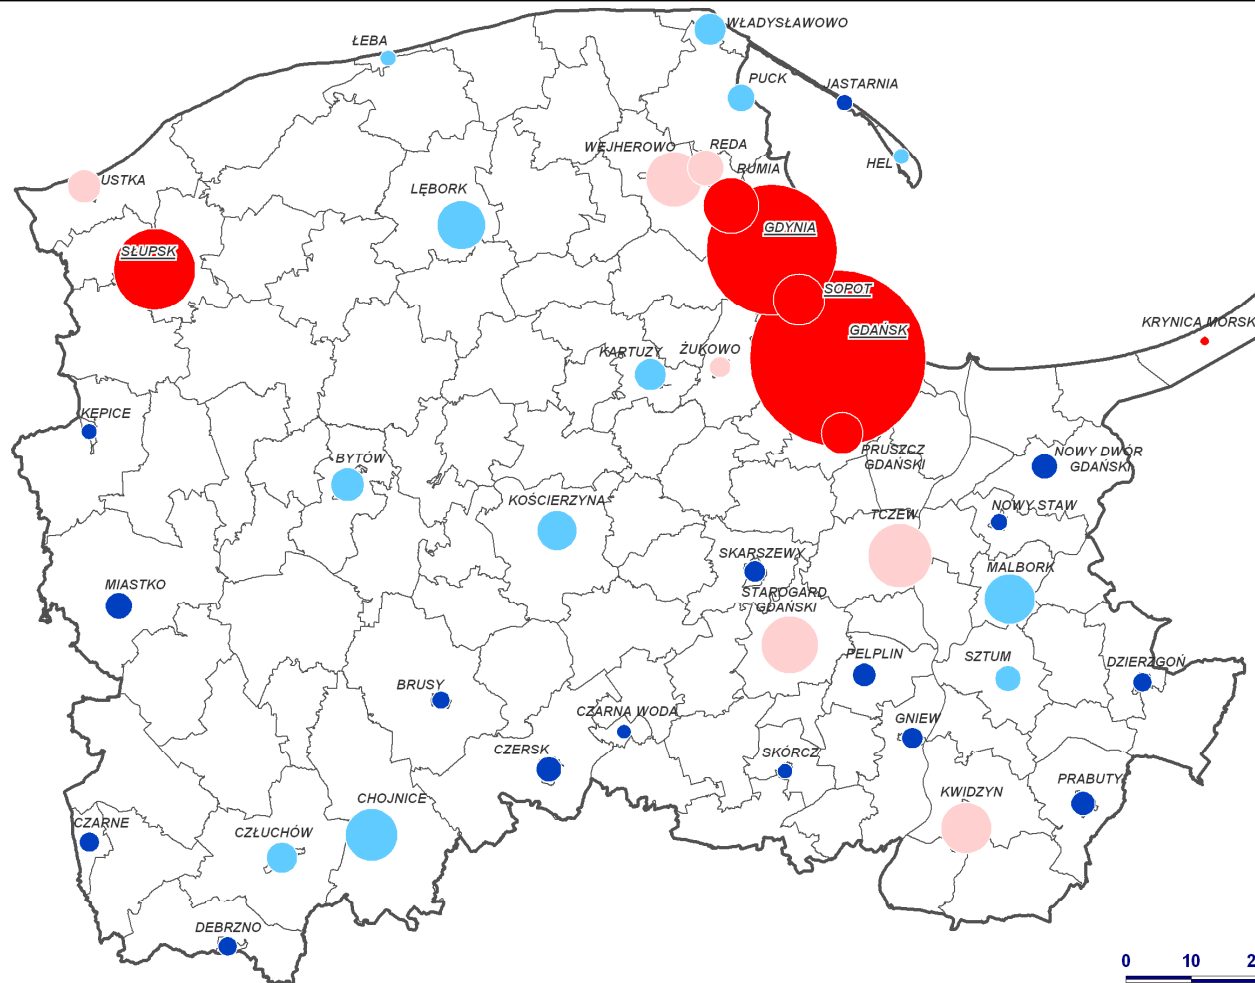 WŁADYSŁAWOWO
ŁEBA
PUCK
JASTARNIA
WEJHEROWO
REDA
HEL
RUMIA
USTKA
LĘBORK
GDYNIA
SŁUPSK
SOPOT
KRYNICA MORSK
GDAŃSK
KARTUZY
ŻUKOWO
KĘPICE
PRUSZCZ
GDAŃSKI
NOWY DWÓR
GDAŃSKI
BYTÓW
KOŚCIERZYNA
NOWY STAW
TCZEW
SKARSZEWY
MALBORK
MIASTKO
STAROGARD
GDAŃSKI
PELPLIN
SZTUM
DZIERZGOŃ
BRUSY
CZARNA WODA
GNIEW
CZERSK
SKÓRCZ
PRABUTY
KWIDZYN
CHOJNICE
CZARNE
CZŁUCHÓW
DEBRZNO
0 10 2